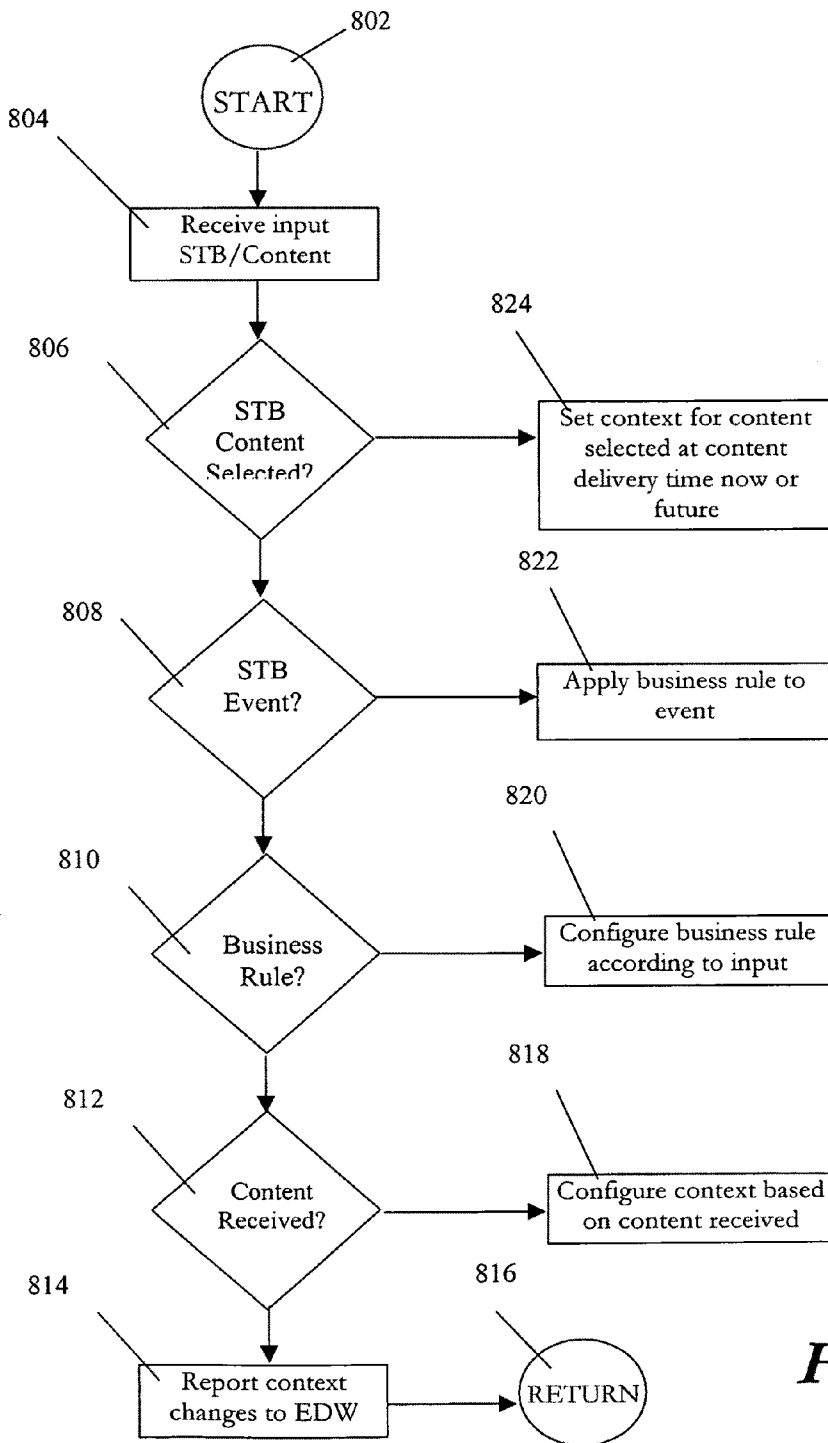 802
START
804
Receive input
STB/Content
824
806
STB
Content
Selected?
Set context for content
selected at content
delivery time now or
future
822
808
STB
Event?
Apply business rule to
event
820
810
Business
Rule?
Configure business rule
according to input
818
812
Content
Received?
Configure context based
on content received
814
816
Report context
changes to EDW
RETURN